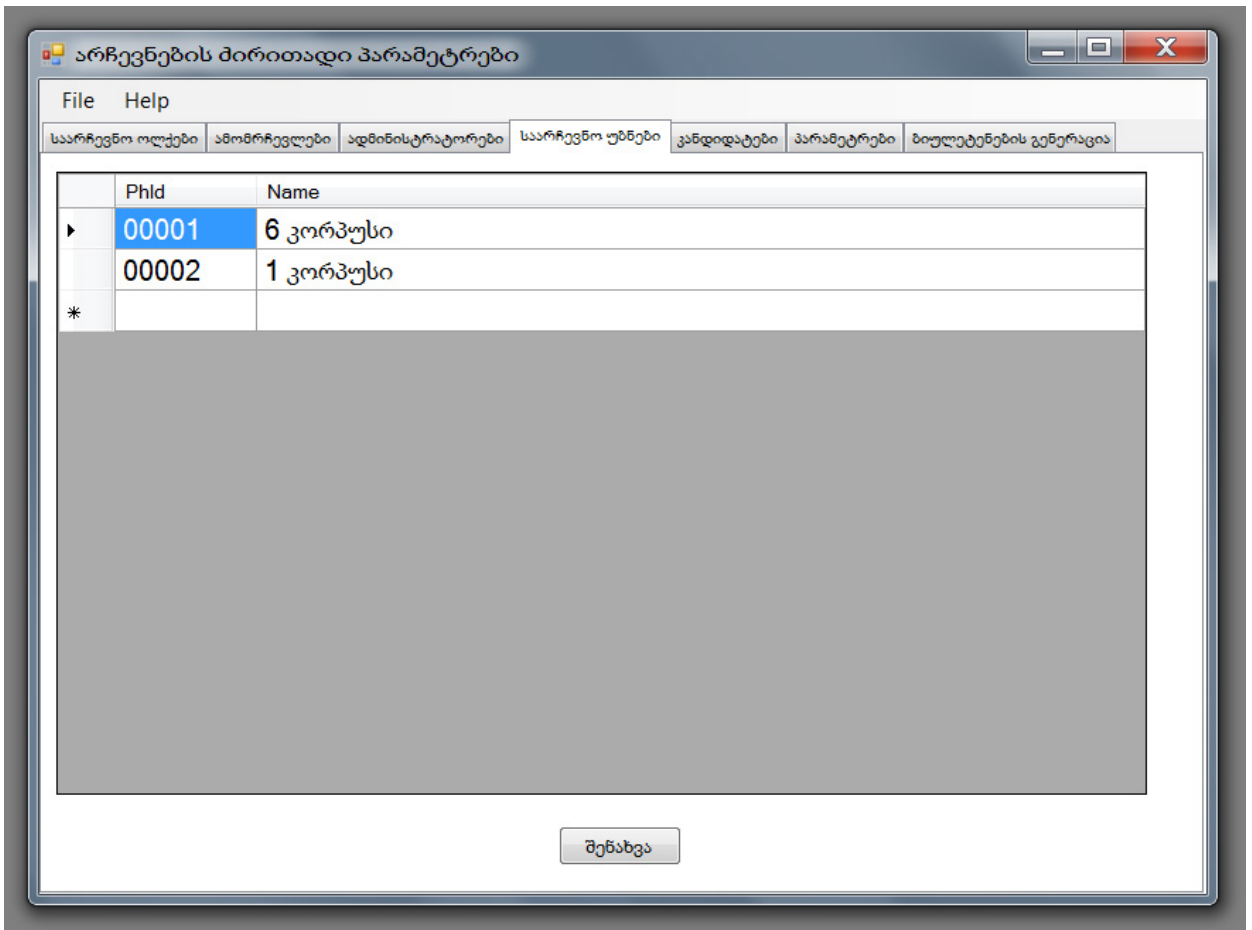 არჩევნების ძირითადი პარამეტრები
File Help
საარჩევნო ოლქები ამომრჩევლები ადმინისტრატორები საარჩევნო უბნები კანდიდატები პარამეტრები ბიულეტენების გენერაცია
PhId Name
00001 6 კორპუსი
00002 1 კორპუსი
შენახვა